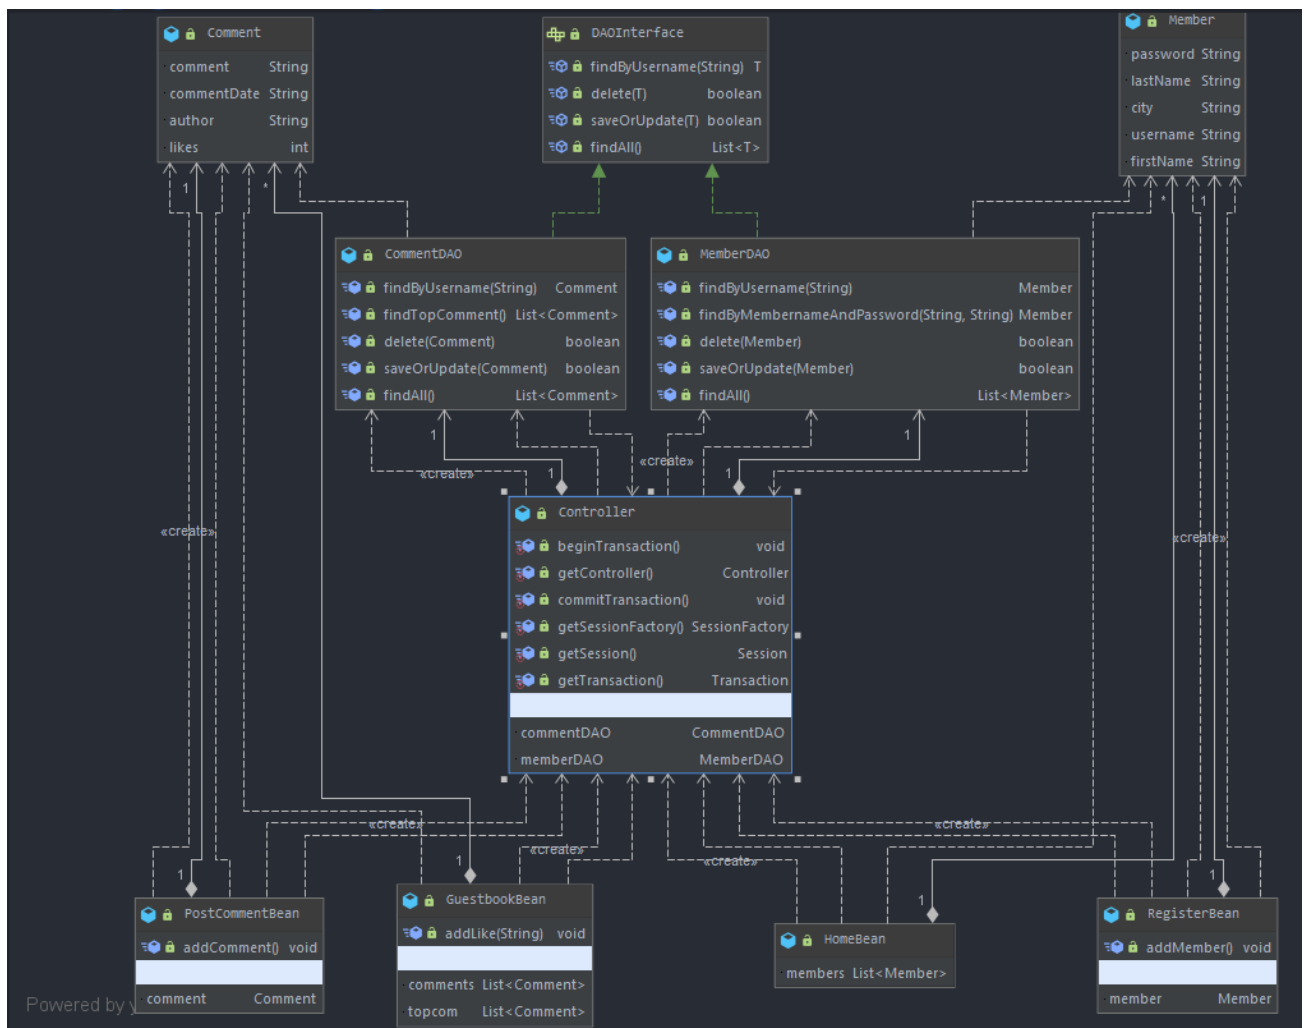 Comment
comment String
commentDate String
author String
likes int
DAOInterface
findByUsername(String) T
delete(T) boolean
saveOrUpdate(T) boolean
findAll() List<T>
Member
password String
lastName String
city String
username String
firstName String
1
*
*
1
CommentDAO
findByUsername(String) Comment
findTopComment() List<Comment>
delete(Comment) boolean
saveOrUpdate(Comment) boolean
findAll() List<Comment>
MemberDAO
findByUsername(String) Member
findByMembernameAndPassword(String, String) Member
delete(Member) boolean
saveOrUpdate(Member) boolean
findAll() List<Member>
1
1
«create»
1
«create»
1
«create»
«create»
Controller
beginTransaction() void
getController() Controller
commitTransaction() void
getSessionFactory() SessionFactory
getSession() Session
getTransaction() Transaction
commentDAO CommentDAO
memberDAO MemberDAO
«create»
«create»
«create»
«create»
1
1
1
1
PostCommentBean
addComment() void
comment Comment
GuestbookBean
addLike(String) void
comments List<Comment>
topcom List<Comment>
HomeBean
members List<Member>
RegisterBean
addMember() void
member Member
Powered by